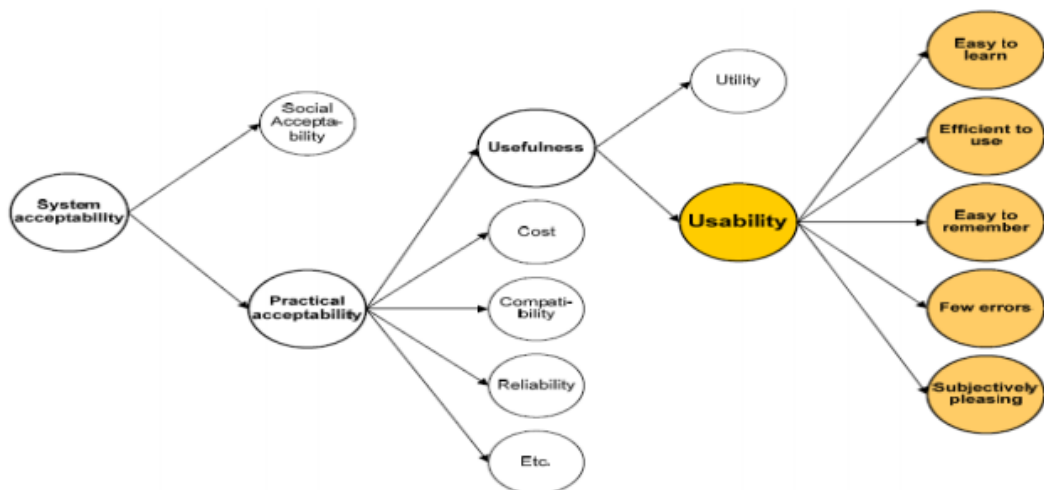 System
acceptability
Social
Accepta-
bility
Practical
acceptability
Usefulness
Cost
Compati-
bility
Reliability
Etc.
Utility
Usability
Easy to
learn
Efficient to
use
Easy to
remember
Few errors
Subjectively
pleasing